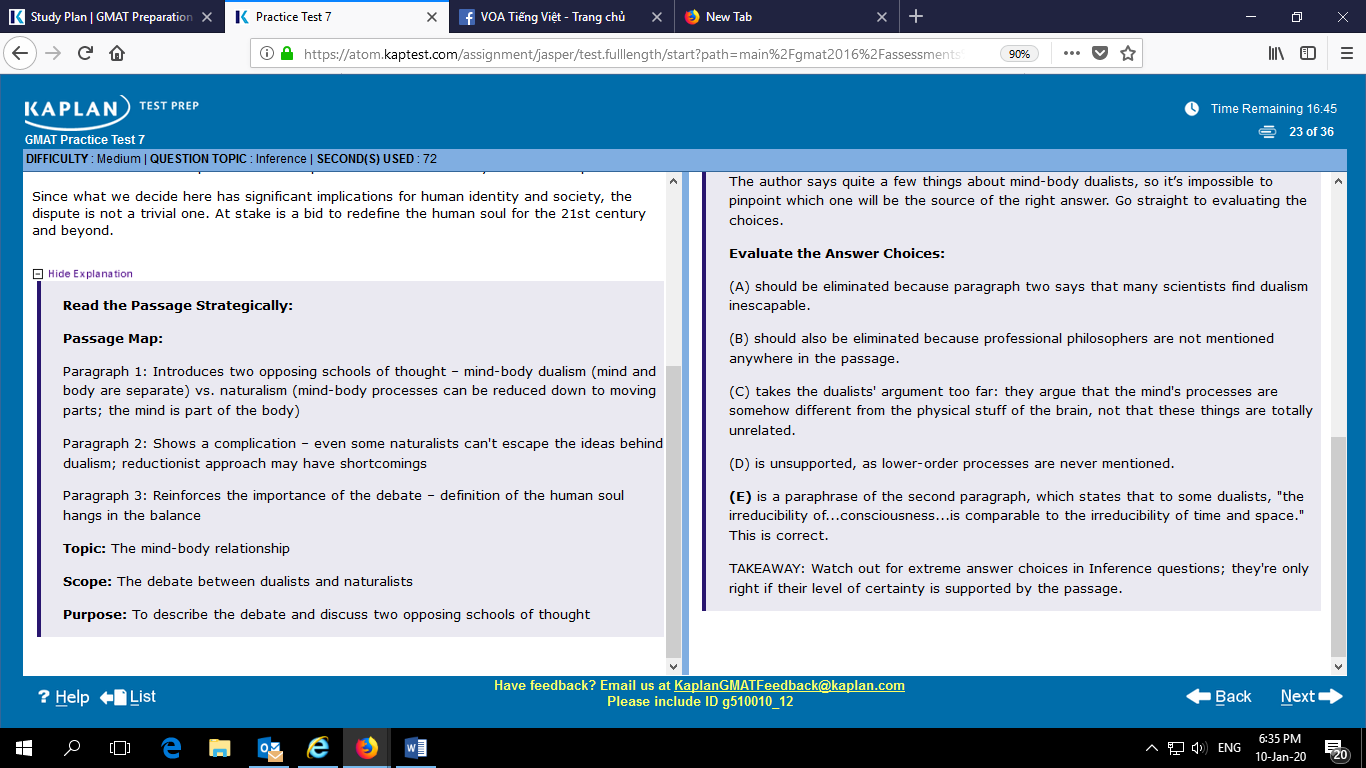 Study Plan | GMAT Preparation
Practice Test 7
VOA Tiếng Việt - Trang chủ
New Tab
https://atom.kaptest.com/assignment/jasper/test.fulllength/start?path=main%2Fgmat2016%2Fassessments
90%
KAPLAN TEST PREP
GMAT Practice Test 7
Time Remaining 16:45
23 of 36
DIFFICULTY : Medium | QUESTION TOPIC : Inference | SECOND(S) USED : 72
Since what we decide here has significant implications for human identity and society, the
dispute is not a trivial one. At stake is a bid to redefine the human soul for the 21st century
and beyond.
Hide Explanation
Read the Passage Strategically:
Passage Map:
Paragraph 1: Introduces two opposing schools of thought – mind-body dualism (mind and
body are separate) vs. naturalism (mind-body processes can be reduced down to moving
parts; the mind is part of the body)
Paragraph 2: Shows a complication – even some naturalists can't escape the ideas behind
dualism; reductionist approach may have shortcomings
Paragraph 3: Reinforces the importance of the debate – definition of the human soul
hangs in the balance
Topic: The mind-body relationship
Scope: The debate between dualists and naturalists
Purpose: To describe the debate and discuss two opposing schools of thought
The author says quite a few things about mind-body dualists, so it's impossible to
pinpoint which one will be the source of the right answer. Go straight to evaluating the
choices.
Evaluate the Answer Choices:
(A) should be eliminated because paragraph two says that many scientists find dualism
inescapable.
(B) should also be eliminated because professional philosophers are not mentioned
anywhere in the passage.
(C) takes the dualists' argument too far: they argue that the mind's processes are
somehow different from the physical stuff of the brain, not that these things are totally
unrelated.
(D) is unsupported, as lower-order processes are never mentioned.
(E) is a paraphrase of the second paragraph, which states that to some dualists, "the
irreducibility of...consciousness...is comparable to the irreducibility of time and space."
This is correct.
TAKEAWAY: Watch out for extreme answer choices in Inference questions; they're only
right if their level of certainty is supported by the passage.
? Help
List
Have feedback? Email us at KaplanGMATFeedback@kaplan.com
Please include ID g510010_12
Back
Next
ENG
6:35 PM
10-Jan-20
20